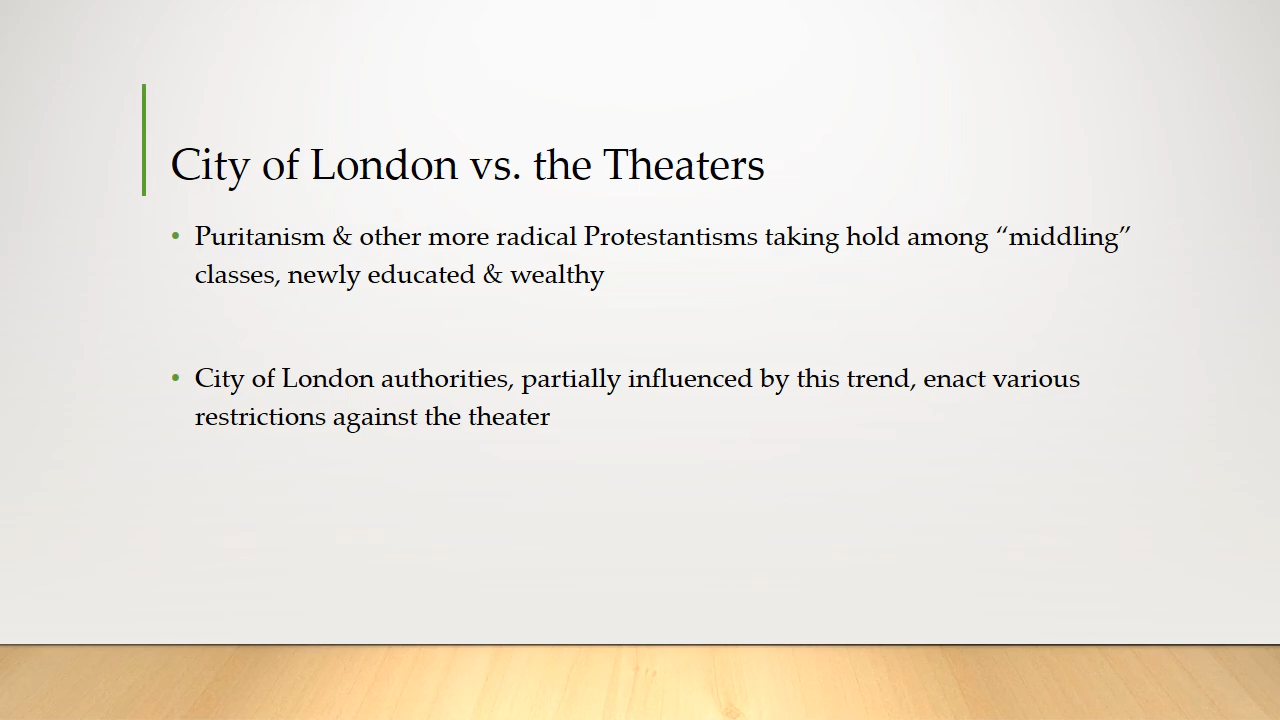 City of London vs. the Theaters
• Puritanism & other more radical Protestantisms taking hold among “middling”
classes, newly educated & wealthy
• City of London authorities, partially influenced by this trend, enact various
restrictions against the theater